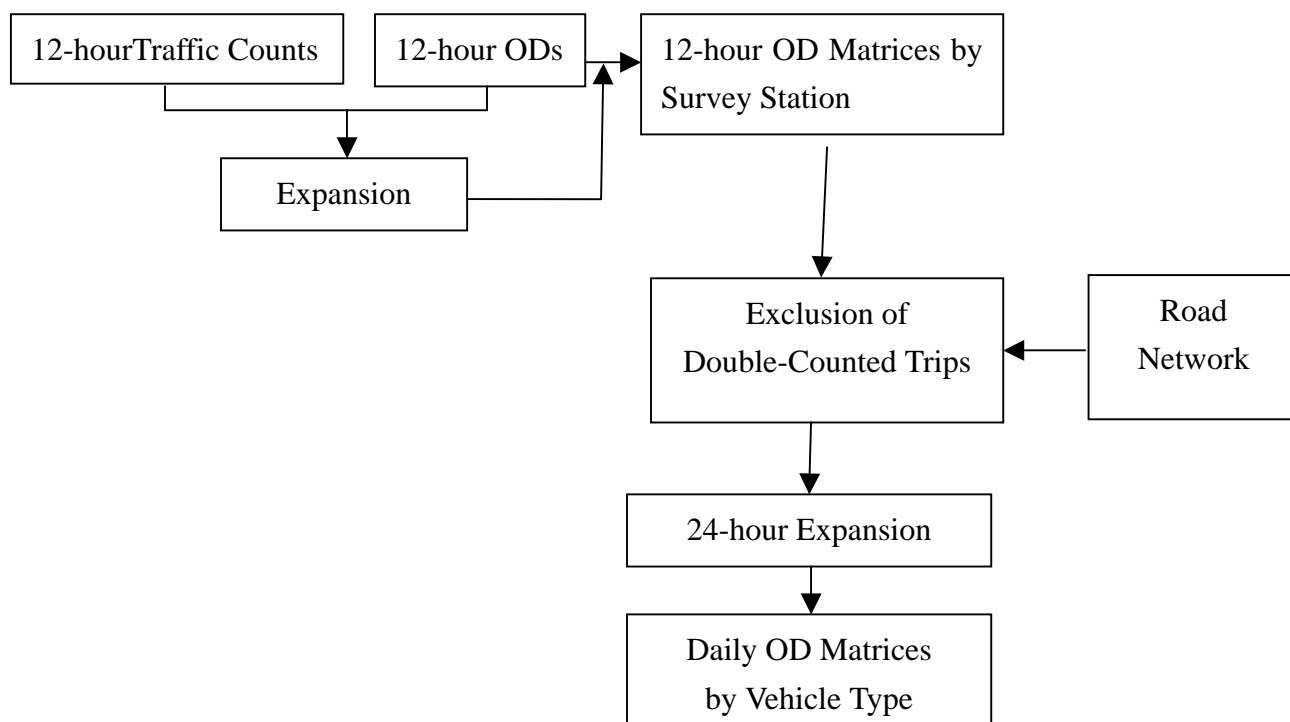 12-hourTraffic Counts
12-hour ODs
12-hour OD Matrices by
Survey Station
Expansion
Exclusion of
Double-Counted Trips
Road
Network
24-hour Expansion
Daily OD Matrices
by Vehicle Type